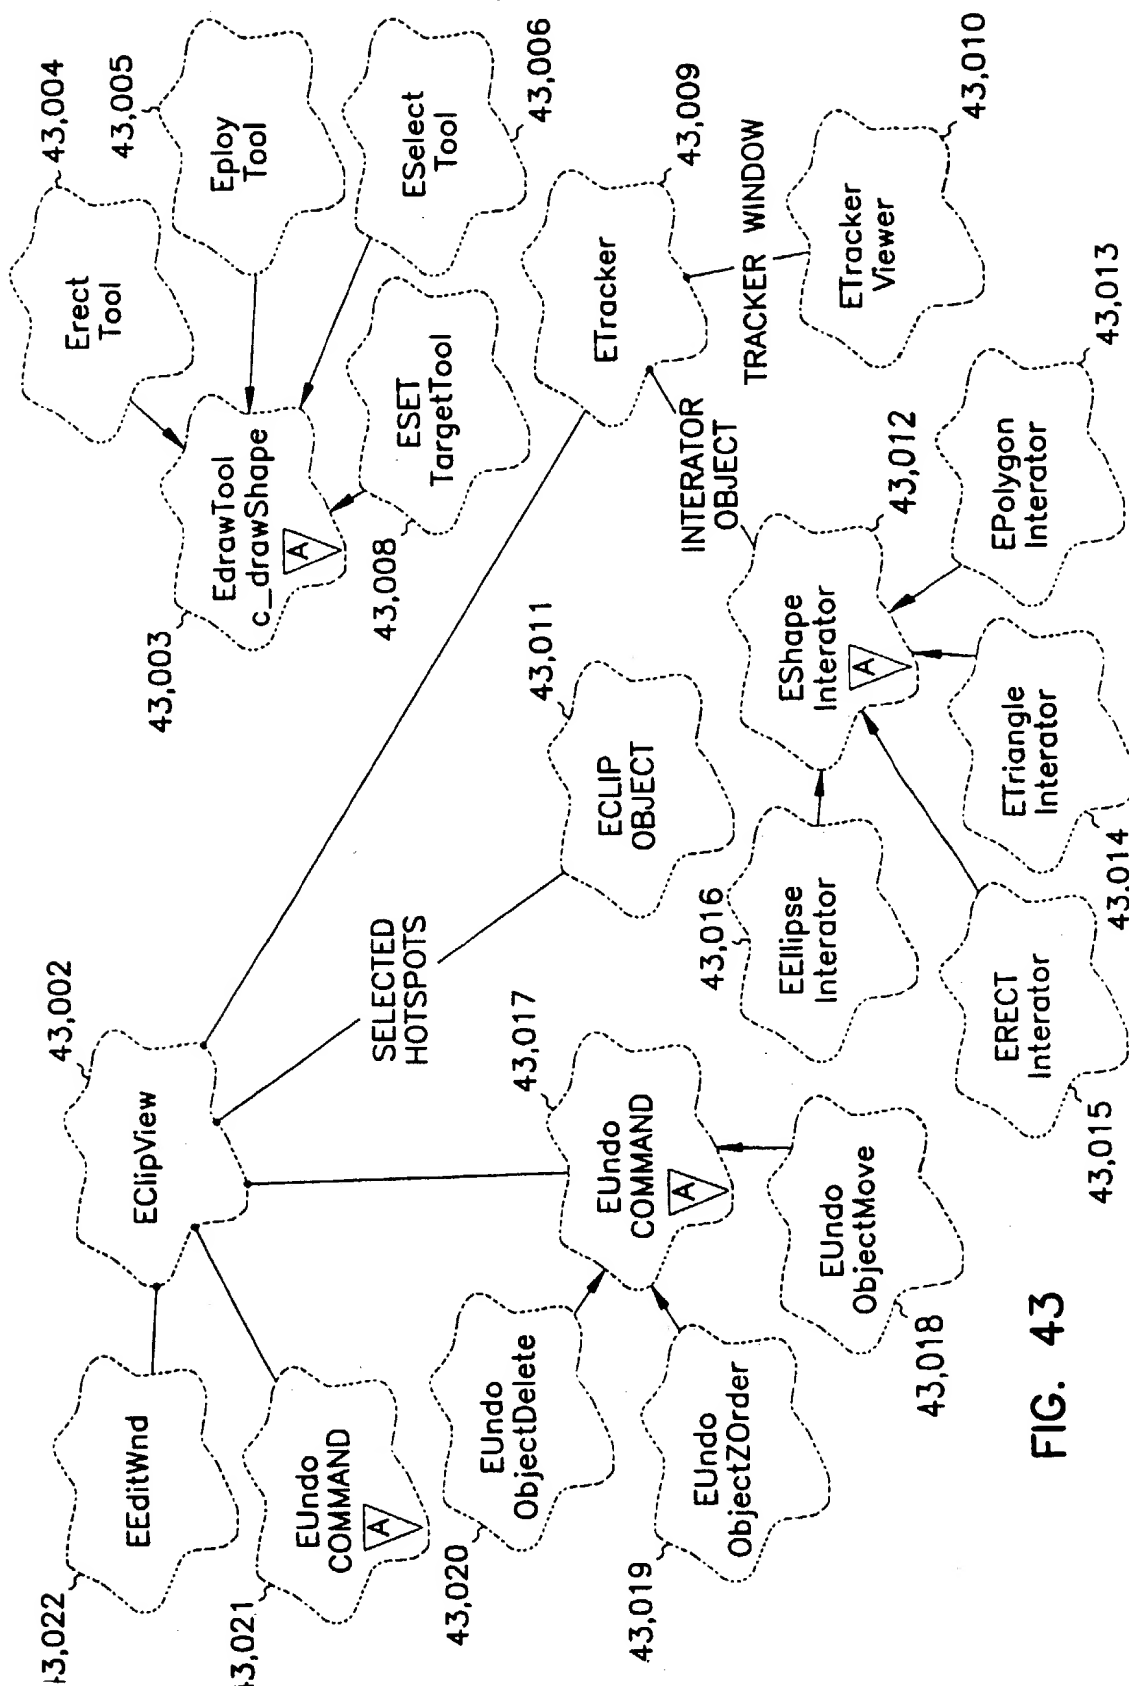 43,004
Erect
Tool
43,005
Eploy
Tool
43,006
ESelect
Tool
43,003
EdrawTool
c_drawShape
A
43,008
ESET
TargetTool
43,002
EClipView
43,009
ETracker
TRACKER WINDOW
43,010
ETracker
Viewer
INTERATOR
OBJECT
SELECTED
HOTSPOTS
43,011
ECLIP
OBJECT
43,012
EShape
Interator
A
43,013
EPolygon
Interator
43,014
ETriangle
Interator
43,015
ERECT
Interator
43,016
EEllipse
Interator
43,017
EUndo
COMMAND
A
43,018
EUndo
ObjectMove
43,019
EUndo
ObjectZOrder
43,020
EUndo
ObjectDelete
43,021
EUndo
COMMAND
A
43,022
EEditWnd
FIG. 43